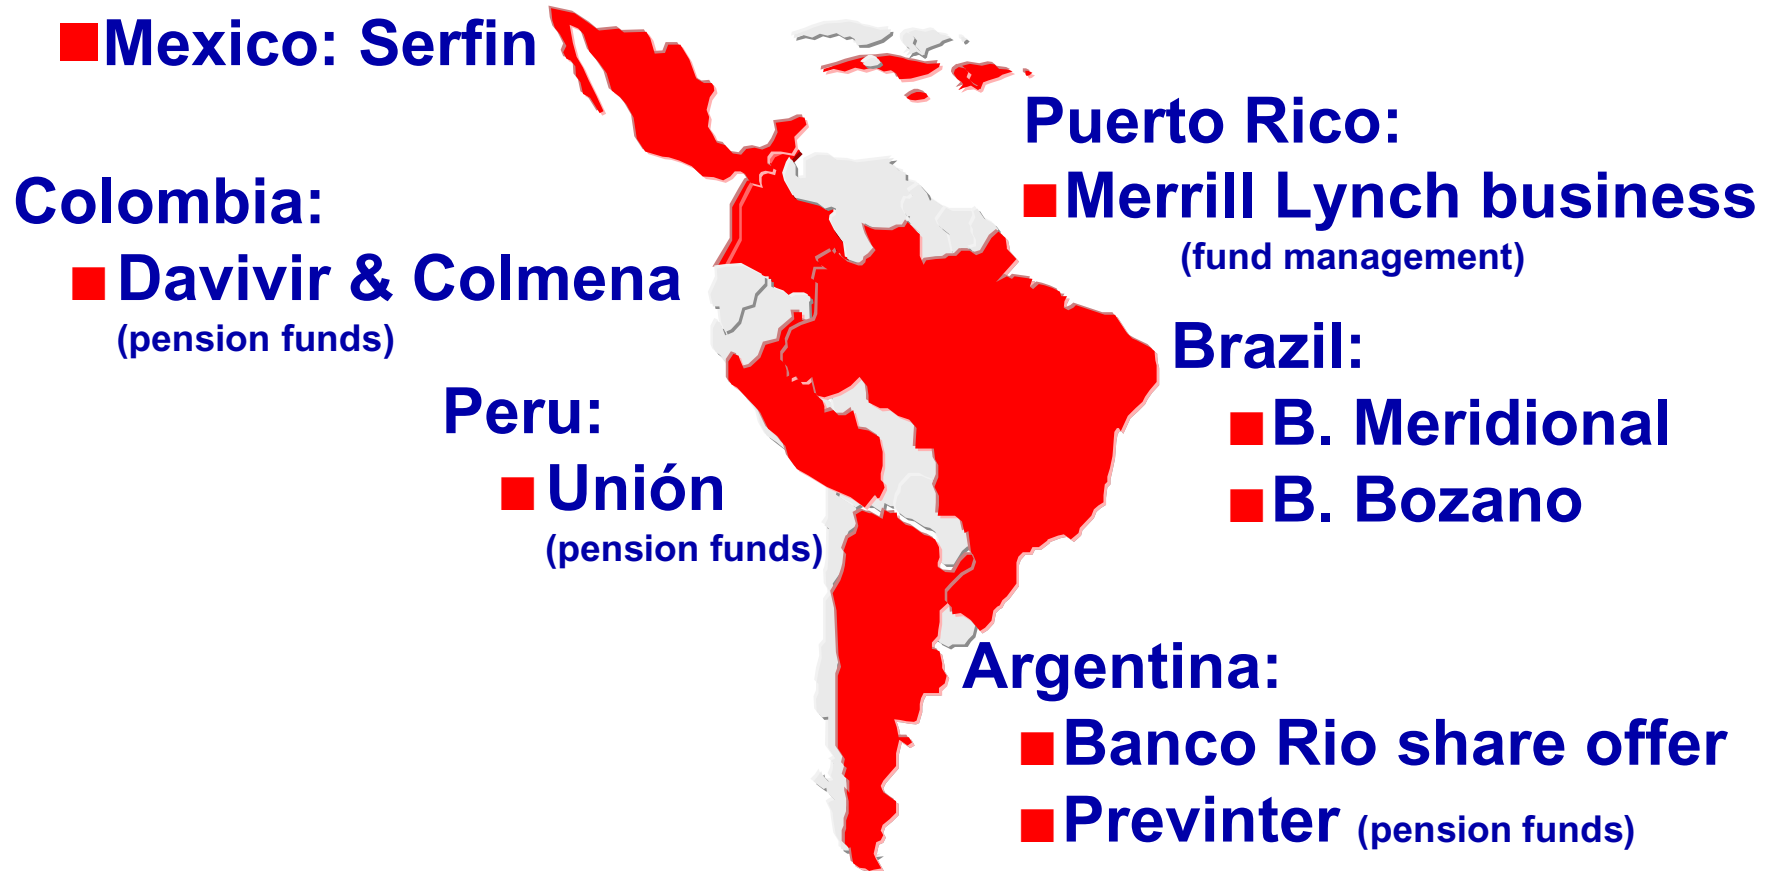 Mexico: Serfin
Colombia:
Davivir & Colmena
(pension funds)
Peru:
Unión
(pension funds)
Puerto Rico:
Merrill Lynch business
(fund management)
Brazil:
B. Meridional
B. Bozano
Argentina:
Banco Rio share offer
Previnter (pension funds)